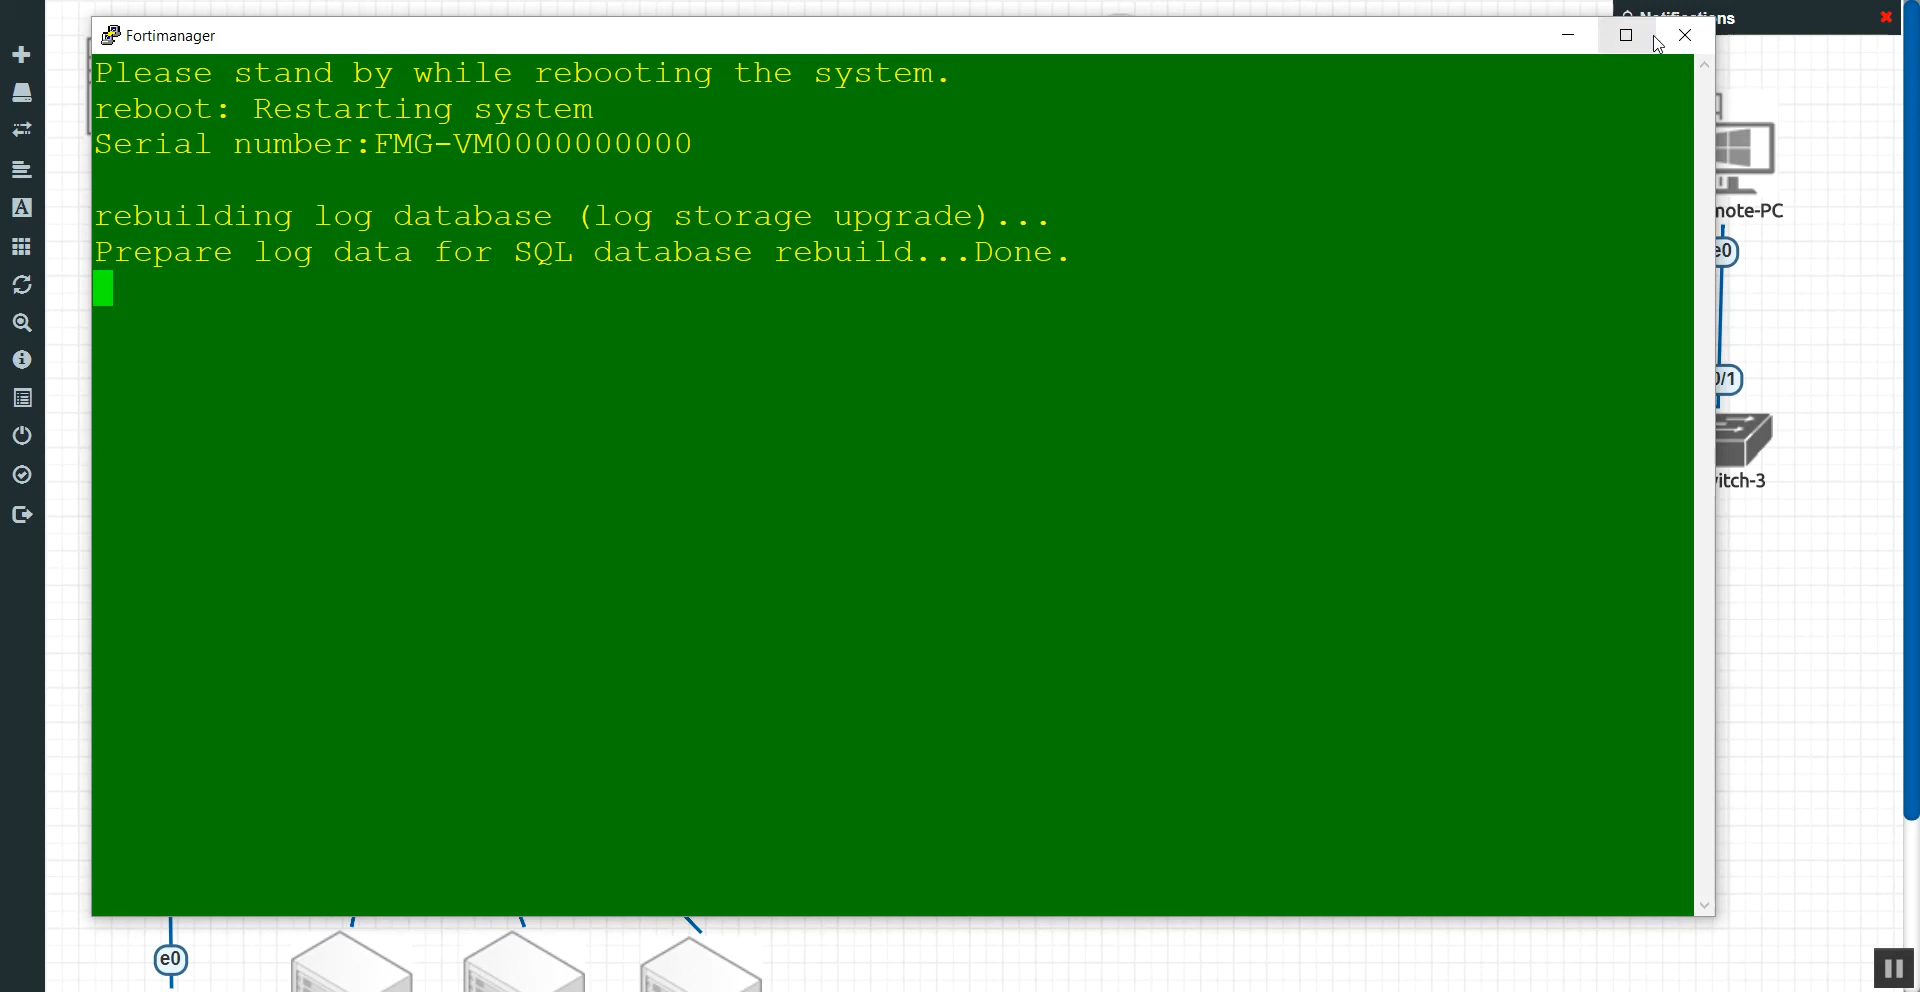 Notifications
Fortimanager
Please stand by while rebooting the system.
reboot: Restarting system
Serial number:FMG-VM0000000000
rebuilding log database (log storage upgrade)...
Prepare log data for SQL database rebuild...Done.
note-PC
e0
0/1
itch-3
e0